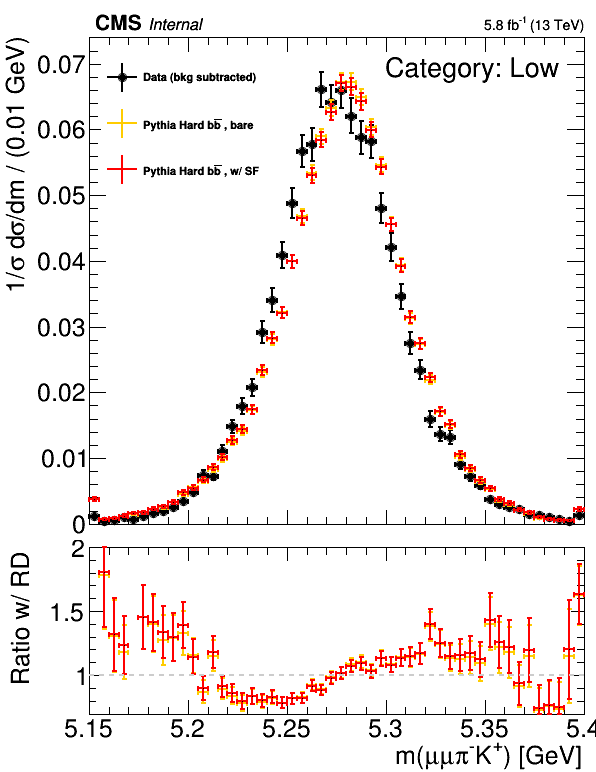 CMS Internal 5.8 fb⁻¹ (13 TeV)
Category: Low
Data (bkg subtracted)
Pythia Hard bb̅ , bare
Pythia Hard bb̅ , w/ SF
1/σ dσ/dm / (0.01 GeV)
0.07
0.06
0.05
0.04
0.03
0.02
0.01
0
Ratio w/ RD
2
1.5
1
5.15 5.2 5.25 5.3 5.35 5.4
m(μμπ⁻K⁺) [GeV]